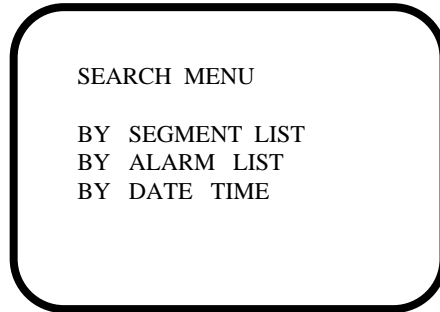 SEARCH MENU
BY SEGMENT LIST
BY ALARM LIST
BY DATE TIME